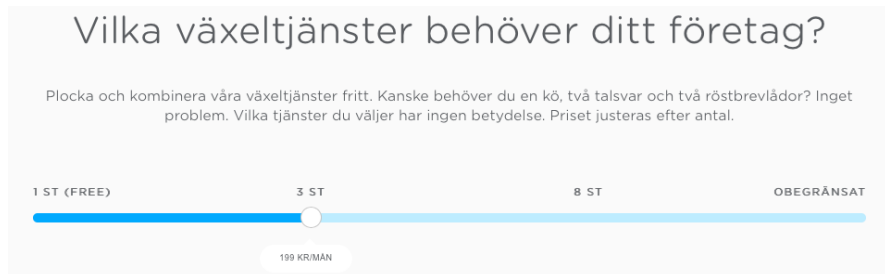 Vilka växeltjänster behöver ditt företag?
Plocka och kombinera våra växeltjänster fritt. Kanske behöver du en kö, två talsvar och två röstbrevlådor? Inget
problem. Vilka tjänster du väljer har ingen betydelse. Priset justeras efter antal.
1 ST (FREE) 3 ST 8 ST OBEGRÄNSAT
199 KR/MÅN